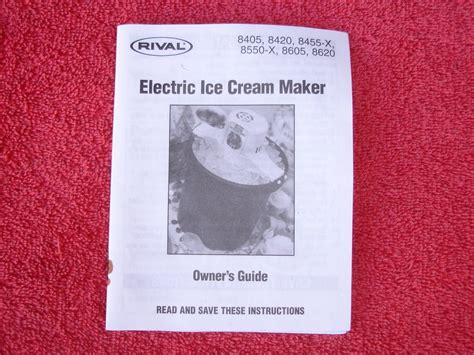 RIVAL
8405, 8420, 8455-X,
8550-X, 8605, 8620
Electric Ice Cream Maker
Owner's Guide
READ AND SAVE THESE INSTRUCTIONS